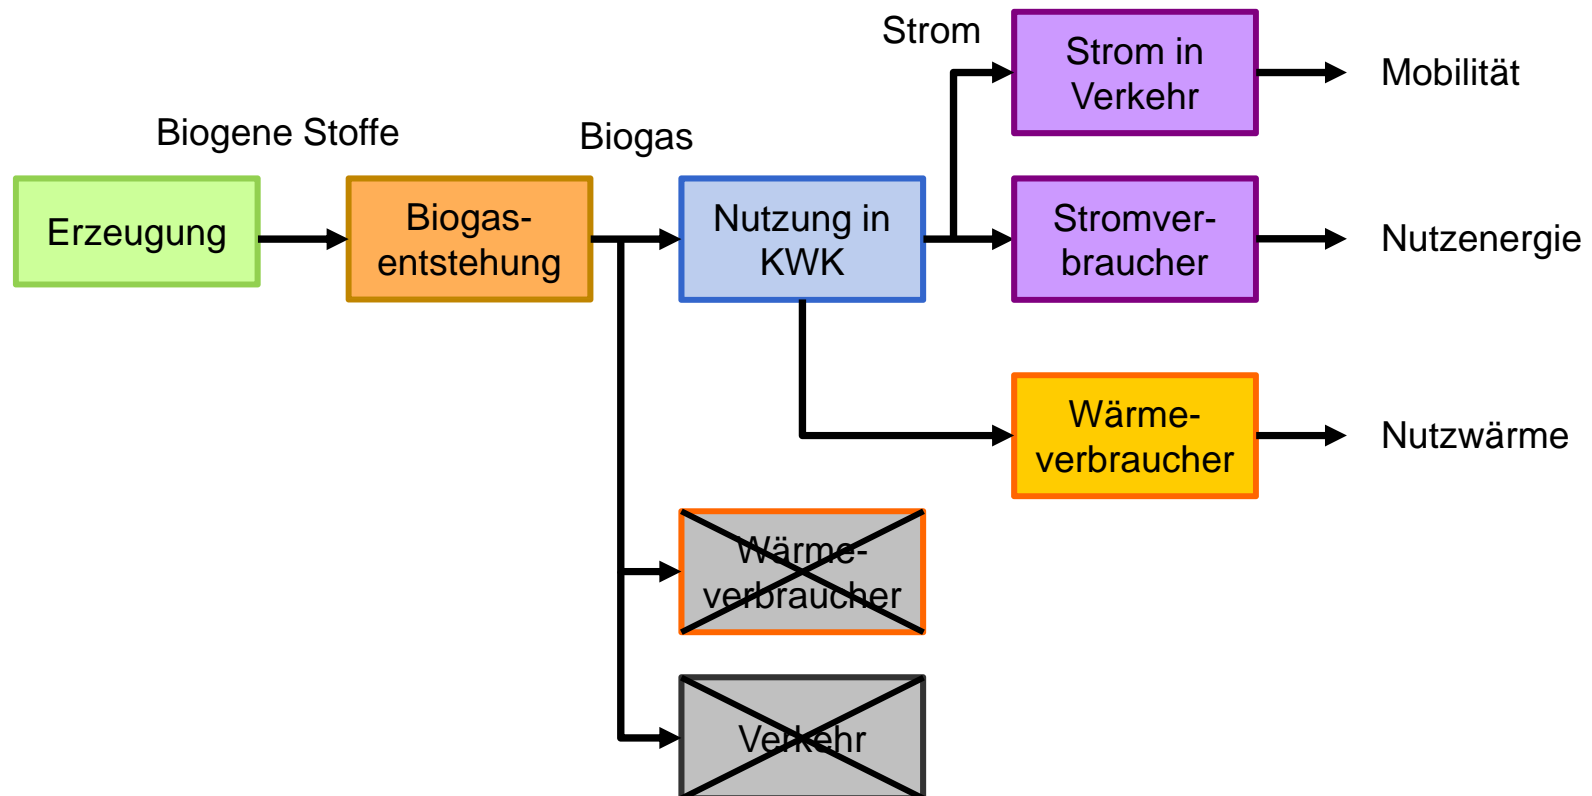 Strom
Strom in
Verkehr
Mobilität
Biogene Stoffe
Biogas
Erzeugung
Biogas-
entstehung
Nutzung in
KWK
Stromver-
braucher
Nutzenergie
Wärme-
verbraucher
Nutzwärme
Wärme-
verbraucher
Verkehr